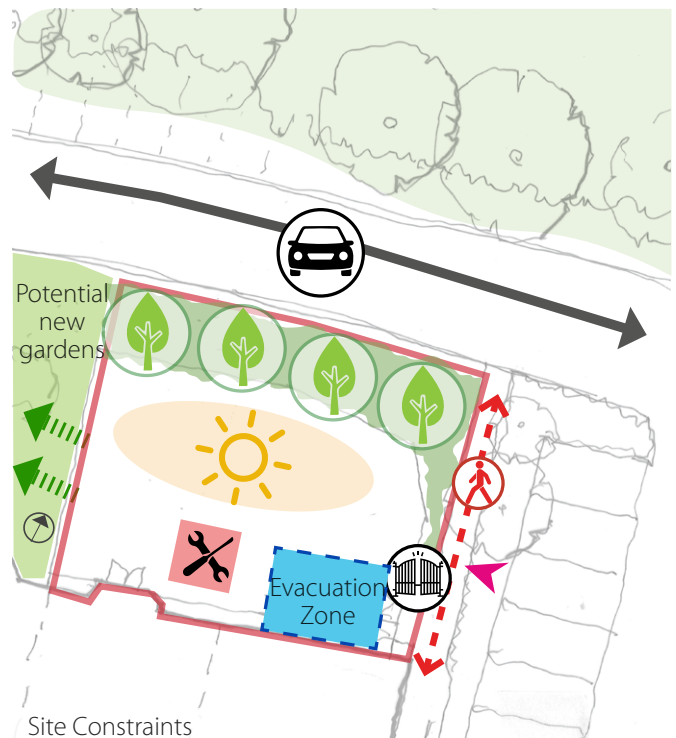 Potential
new
gardens
Evacuation
Zone
Site Constraints